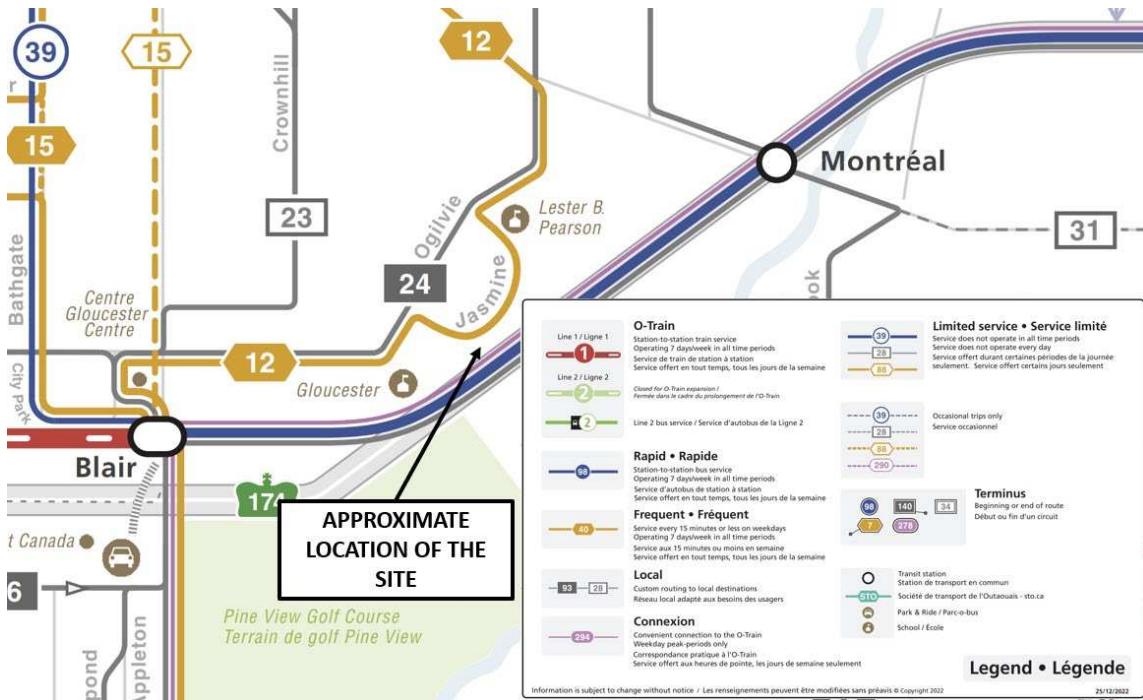 39
15
12
15
Crownhill
Montréal
23
Ogilvie
Lester B.
Pearson
31
Bathgate
24
Jasmine
Centre
Gloucester
Centre
12
Gloucester
City Park
Blair
174
APPROXIMATE
LOCATION OF THE
SITE
t Canada
6
Pine View Golf Course
Terrain de golf Pine View
Appleton
pond
ook
O-Train
Line 1 / Ligne 1
Station-to-station train service
Operating 7 days/week in all time periods
1
Service de train de station à station
Service offert en tout temps, tous les jours de la semaine
Line 2 / Ligne 2
2
Closed for O-Train expansion /
Fermée dans le cadre du prolongement de l'O-Train
2
Line 2 bus service / Service d'autobus de la Ligne 2
Rapid • Rapide
98
Station-to-station bus service
Operating 7 days/week in all time periods
Service d'autobus de station à station
Service offert en tout temps, tous les jours de la semaine
Frequent • Fréquent
40
Service every 15 minutes or less on weekdays
Operating 7 days/week in all time periods
Service aux 15 minutes ou moins en semaine
Service offert en tout temps, tous les jours de la semaine
Local
93
28
Custom routing to local destinations
Réseau local adapté aux besoins des usagers
Connexion
294
Convenient connection to the O-Train
Weekday peak-periods only
Correspondance pratique à l'O-Train
Service offert aux heures de pointe, les jours de semaine seulement
Limited service • Service limité
39
Service does not operate in all time periods
28
Service does not operate every day
88
Service offert durant certaines périodes de la journée
seulement. Service offert certains jours seulement
39
Occasional trips only
28
Service occasionnel
88
290
Terminus
98
140
34
Beginning or end of route
7
278
Début ou fin d'un circuit
Transit station
Station de transport en commun
STO
Société de transport de l'Outaouais - sto.ca
Park & Ride / Parc-o-bus
School / École
Legend • Légende
Information is subject to change without notice / Les renseignements peuvent être modifiées sans préavis © Copyright 2022
25/12/2022